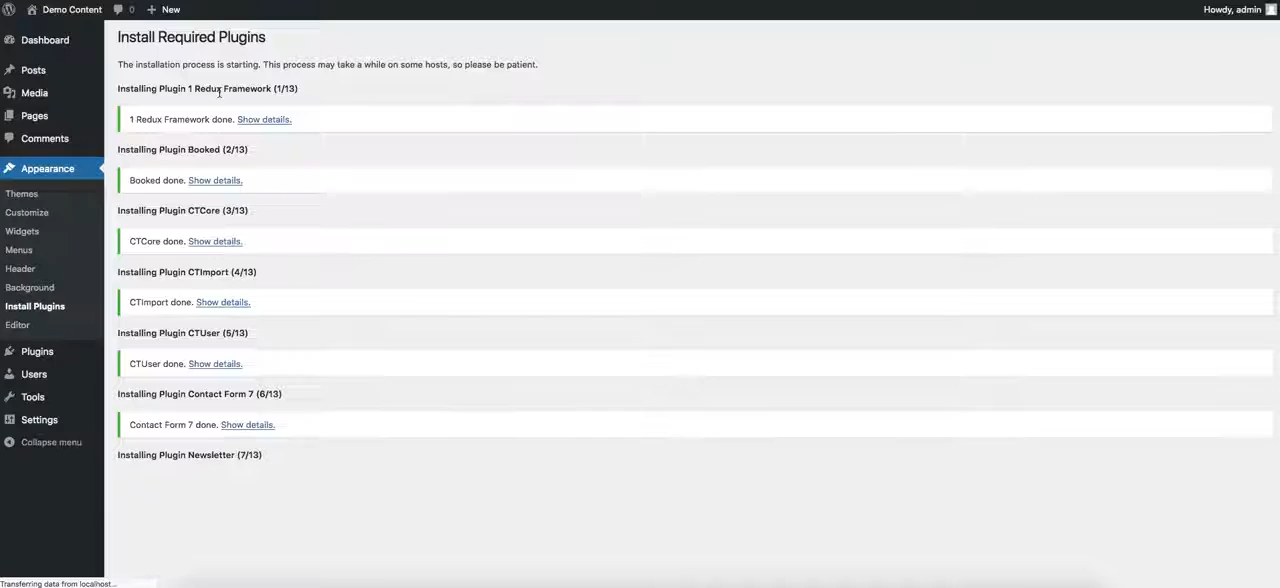 Demo Content 0 New Howdy, admin
Dashboard
Posts
Media
Pages
Comments
Appearance
Themes
Customize
Widgets
Menus
Header
Background
Install Plugins
Editor
Plugins
Users
Tools
Settings
Collapse menu
Install Required Plugins
The installation process is starting. This process may take a while on some hosts, so please be patient.
Installing Plugin 1 Redux Framework (1/13)
1 Redux Framework done. Show details.
Installing Plugin Booked (2/13)
Booked done. Show details.
Installing Plugin CTCore (3/13)
CTCore done. Show details.
Installing Plugin CTImport (4/13)
CTImport done. Show details.
Installing Plugin CTUser (5/13)
CTUser done. Show details.
Installing Plugin Contact Form 7 (6/13)
Contact Form 7 done. Show details.
Installing Plugin Newsletter (7/13)
Transferring data from localhost...